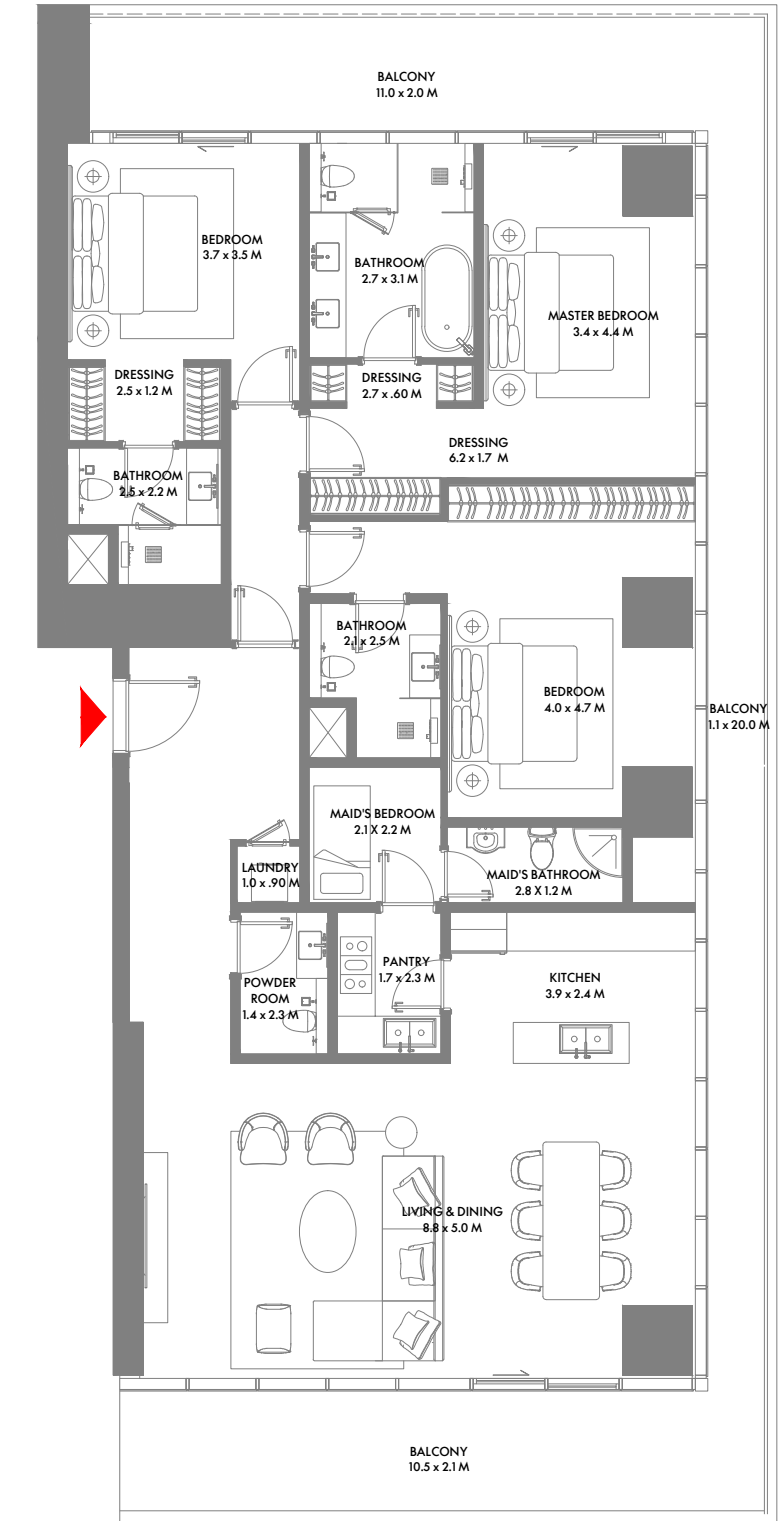 BALCONY
11.0 x 2.0 M
BEDROOM
3.7 x 3.5 M
BATHROOM
2.7 x 3.1 M
MASTER BEDROOM
3.4 x 4.4 M
DRESSING
2.5 x 1.2 M
DRESSING
2.7 x .60 M
DRESSING
6.2 x 1.7 M
BATHROOM
2.5 x 2.2 M
BATHROOM
2.1 x 2.5 M
BEDROOM
4.0 x 4.7 M
BALCONY
1.1 x 20.0 M
MAID'S BEDROOM
2.1 X 2.2 M
LAUNDRY
1.0 x .90 M
MAID'S BATHROOM
2.8 X 1.2 M
POWDER
ROOM
1.4 x 2.3 M
PANTRY
1.7 x 2.3 M
KITCHEN
3.9 x 2.4 M
LIVING & DINING
8.8 x 5.0 M
BALCONY
10.5 x 2.1 M